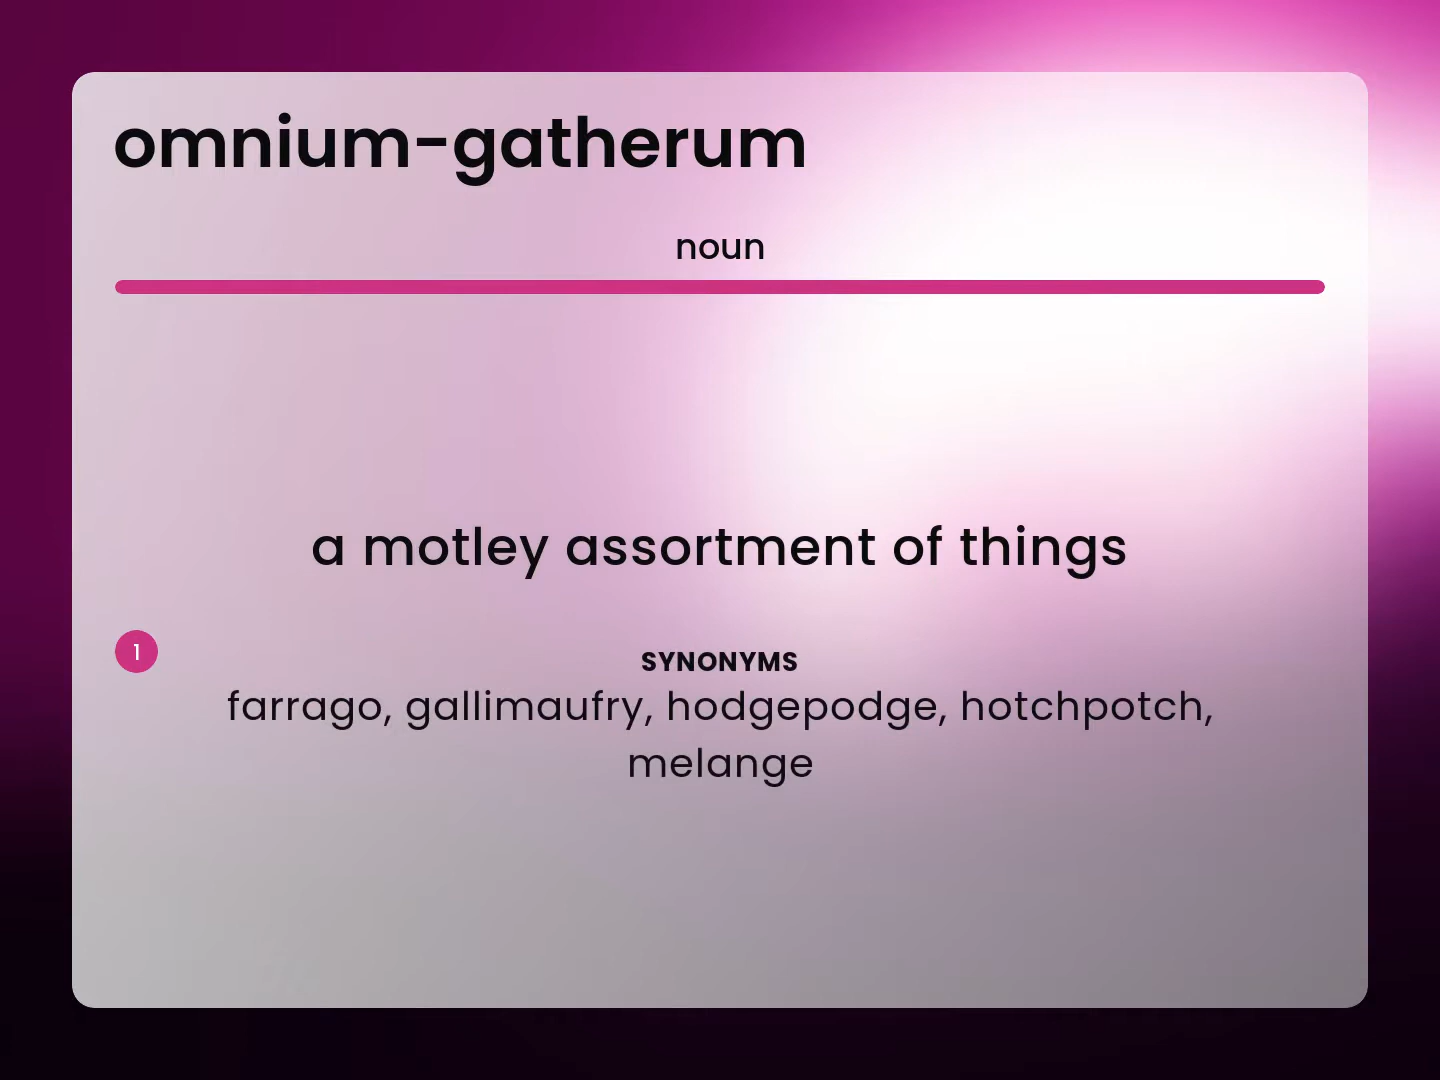 omnium-gatherum
noun
a motley assortment of things
1
SYNONYMS
farrago, gallimaufry, hodgepodge, hotchpotch,
melange